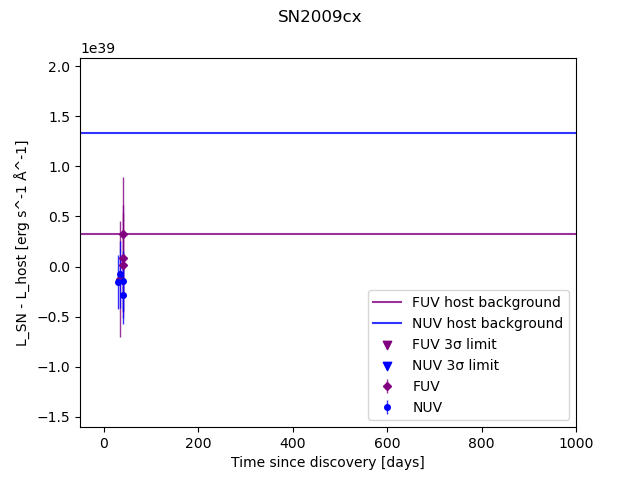 SN2009cx
1e39
2.0
1.5
1.0
0.5
0.0
−0.5
−1.0
−1.5
L_SN - L_host [erg s^-1 Å^-1]
FUV host background
NUV host background
FUV 3σ limit
NUV 3σ limit
FUV
NUV
0 200 400 600 800 1000
Time since discovery [days]